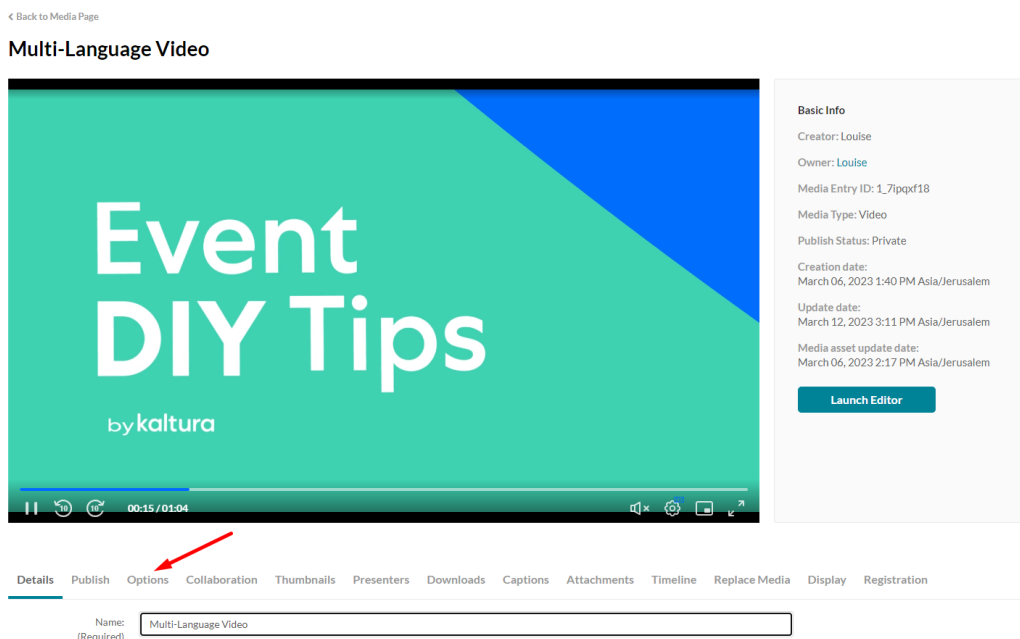 Back to Media Page
Multi-Language Video
Event
DIY Tips
by kaltura
10
10
00:15 / 01:04
Basic Info
Creator: Louise
Owner: Louise
Media Entry ID: 1_7ipqxf18
Media Type: Video
Publish Status: Private
Creation date:
March 06, 2023 1:40 PM Asia/Jerusalem
Update date:
March 12, 2023 3:11 PM Asia/Jerusalem
Media asset update date:
March 06, 2023 2:17 PM Asia/Jerusalem
Launch Editor
Details Publish Options Collaboration Thumbnails Presenters Downloads Captions Attachments Timeline Replace Media Display Registration
Name: Multi-Language Video
(Required)